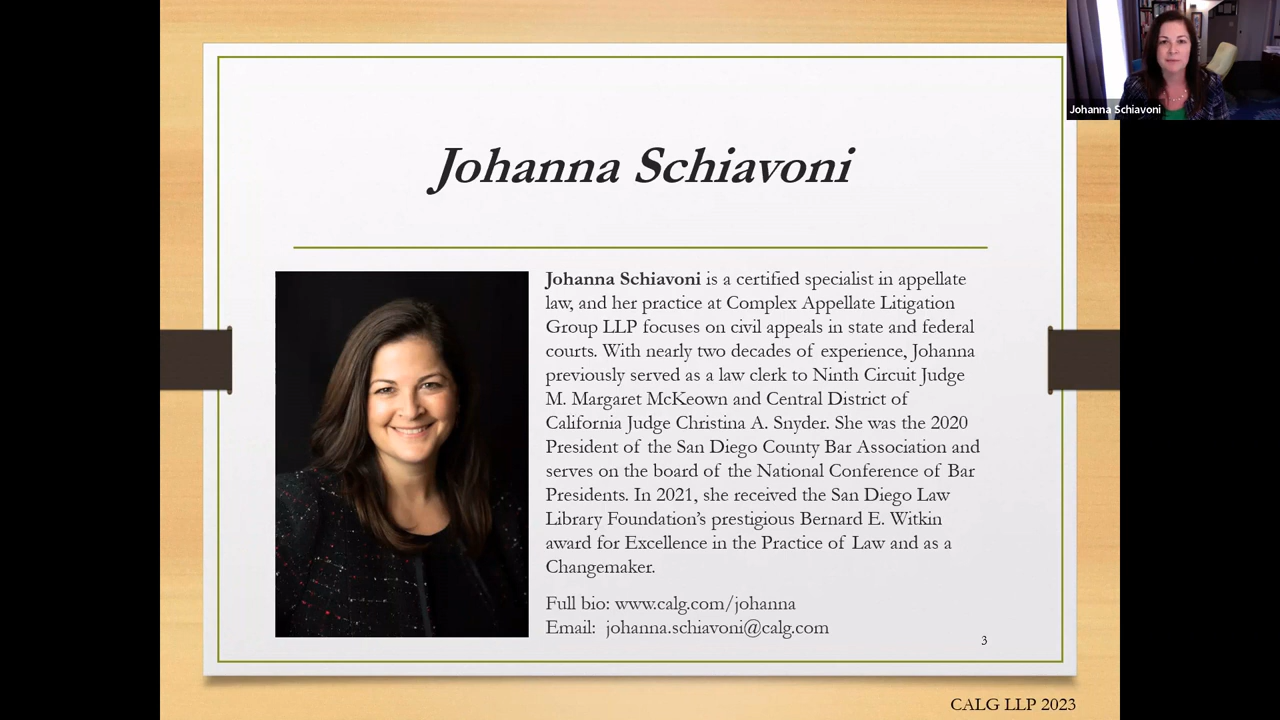 Johanna Schiavoni
Johanna Schiavoni
Johanna Schiavoni is a certified specialist in appellate
law, and her practice at Complex Appellate Litigation
Group LLP focuses on civil appeals in state and federal
courts. With nearly two decades of experience, Johanna
previously served as a law clerk to Ninth Circuit Judge
M. Margaret McKeown and Central District of
California Judge Christina A. Snyder. She was the 2020
President of the San Diego County Bar Association and
serves on the board of the National Conference of Bar
Presidents. In 2021, she received the San Diego Law
Library Foundation’s prestigious Bernard E. Witkin
award for Excellence in the Practice of Law and as a
Changemaker.
Full bio: www.calg.com/johanna
Email: johanna.schiavoni@calg.com
3
CALG LLP 2023